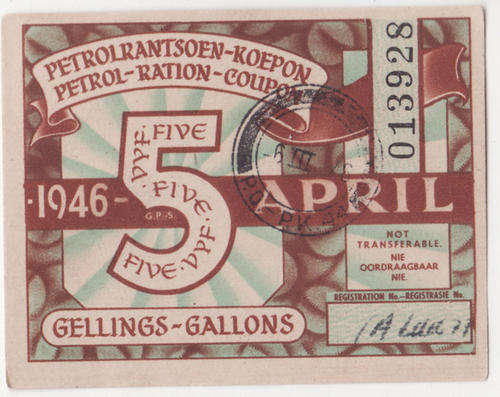 PETROLRANTSOEN-KOEPON
PETROL-RATION-COUPON
013928
VYF · FIVE
FIVE
FIVE · VYF
5
·1946-
G.P.-S.
APRIL
NOT
TRANSFERABLE.
NIE
OORDRAAGBAAR
NIE.
REGISTRATION No.–REGISTRASIE No.
GELLINGS-GALLONS